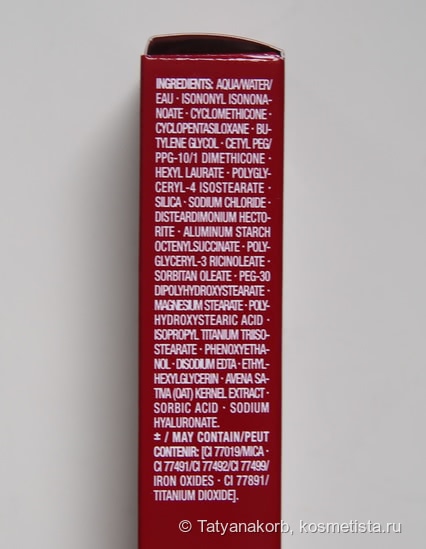 INGREDIENTS: AQUA/WATER/
EAU · ISONONYL ISONONA-
NOATE · CYCLOMETHICONE ·
CYCLOPENTASILOXANE · BU-
TYLENE GLYCOL · CETYL PEG/
PPG-10/1 DIMETHICONE ·
HEXYL LAURATE · POLYGLY-
CERYL-4 ISOSTEARATE ·
SILICA · SODIUM CHLORIDE ·
DISTEARDIMONIUM HECTO-
RITE · ALUMINUM STARCH
OCTENYLSUCCINATE · POLY-
GLYCERYL-3 RICINOLEATE ·
SORBITAN OLEATE · PEG-30
DIPOLYHYDROXYSTEARATE ·
MAGNESIUM STEARATE · POLY-
HYDROXYSTEARIC ACID ·
ISOPROPYL TITANIUM TRIISO-
STEARATE · PHENOXYETHA-
NOL · DISODIUM EDTA · ETHYL-
HEXYLGLYCERIN · AVENA SA-
TIVA (OAT) KERNEL EXTRACT ·
SORBIC ACID · SODIUM
HYALURONATE.
± / MAY CONTAIN/PEUT
CONTENIR: [CI 77019/MICA ·
CI 77491/CI 77492/CI 77499/
IRON OXIDES · CI 77891/
TITANIUM DIOXIDE].
© Tatyanakorb, kosmetista.ru